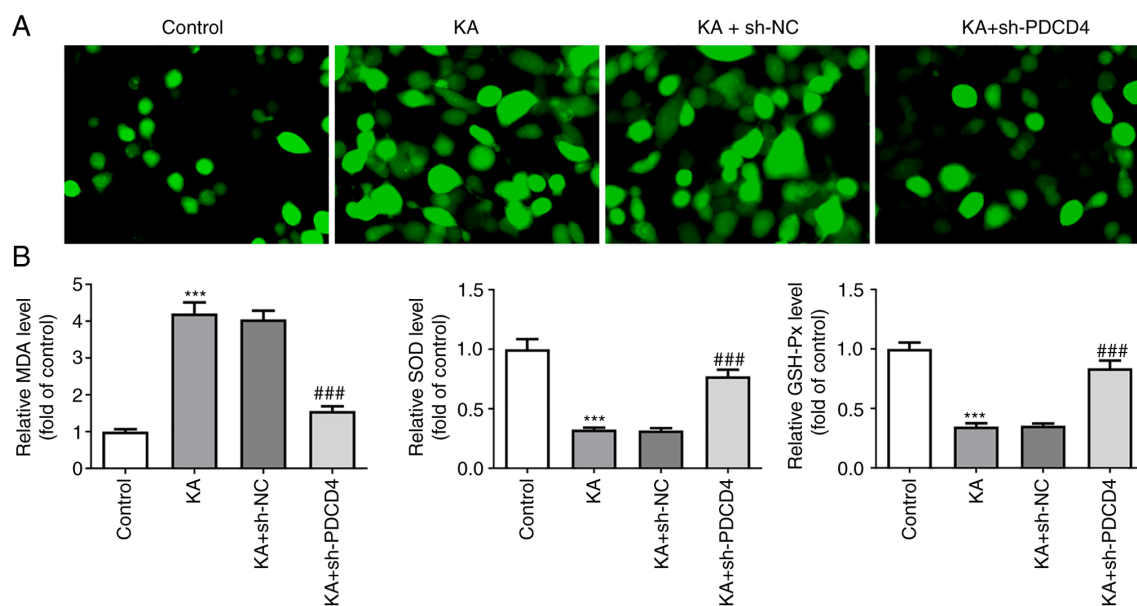 A
Control
KA
KA + sh-NC
KA+sh-PDCD4
B
Relative MDA level
(fold of control)
5
4
3
2
1
0
***
###
Control
KA
KA+sh-NC
KA+sh-PDCD4
Relative SOD level
(fold of control)
1.5
1.0
0.5
0.0
***
###
Control
KA
KA+sh-NC
KA+sh-PDCD4
Relative GSH-Px level
(fold of control)
1.5
1.0
0.5
0.0
***
###
Control
KA
KA+sh-NC
KA+sh-PDCD4